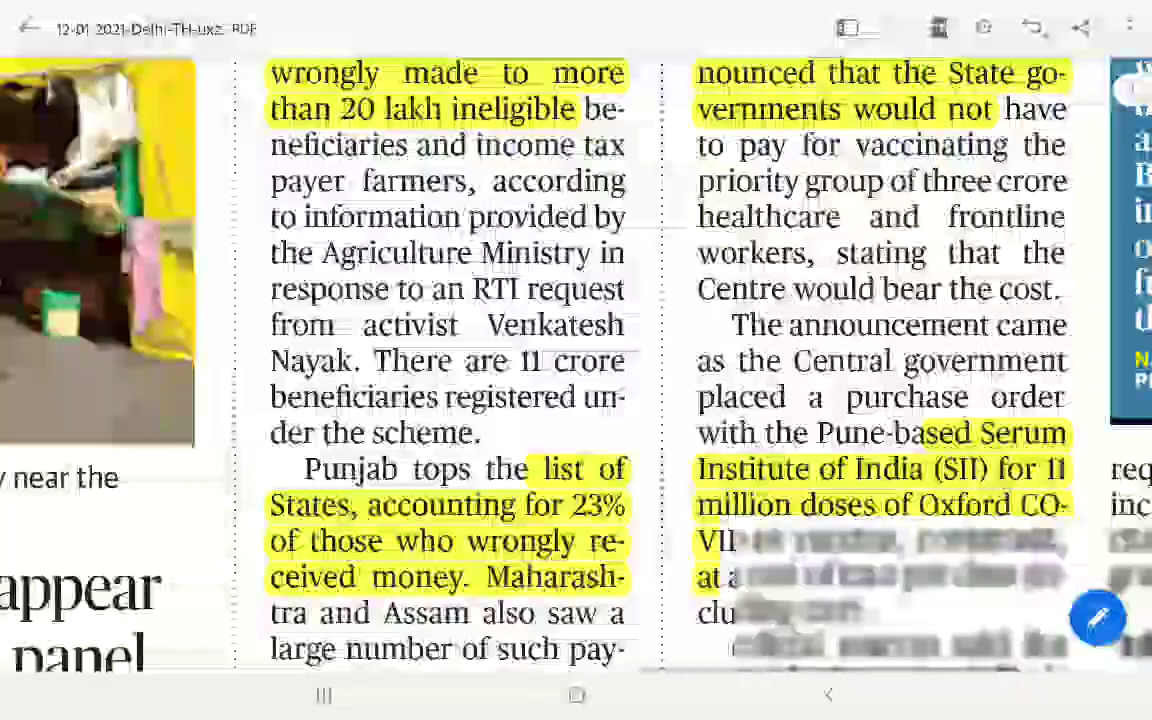 12-01 2021-Delhi-TH-uxz. PDF
wrongly made to more
than 20 lakh ineligible be-
neficiaries and income tax
payer farmers, according
to information provided by
the Agriculture Ministry in
response to an RTI request
from activist Venkatesh
Nayak. There are 11 crore
beneficiaries registered un-
der the scheme.
Punjab tops the list of
States, accounting for 23%
of those who wrongly re-
ceived money. Maharash-
tra and Assam also saw a
large number of such pay-
nounced that the State go-
vernments would not have
to pay for vaccinating the
priority group of three crore
healthcare and frontline
workers, stating that the
Centre would bear the cost.
The announcement came
as the Central government
placed a purchase order
with the Pune-based Serum
Institute of India (SII) for 11
million doses of Oxford CO-
at a
clu
y near the
appear
panel
req
inc